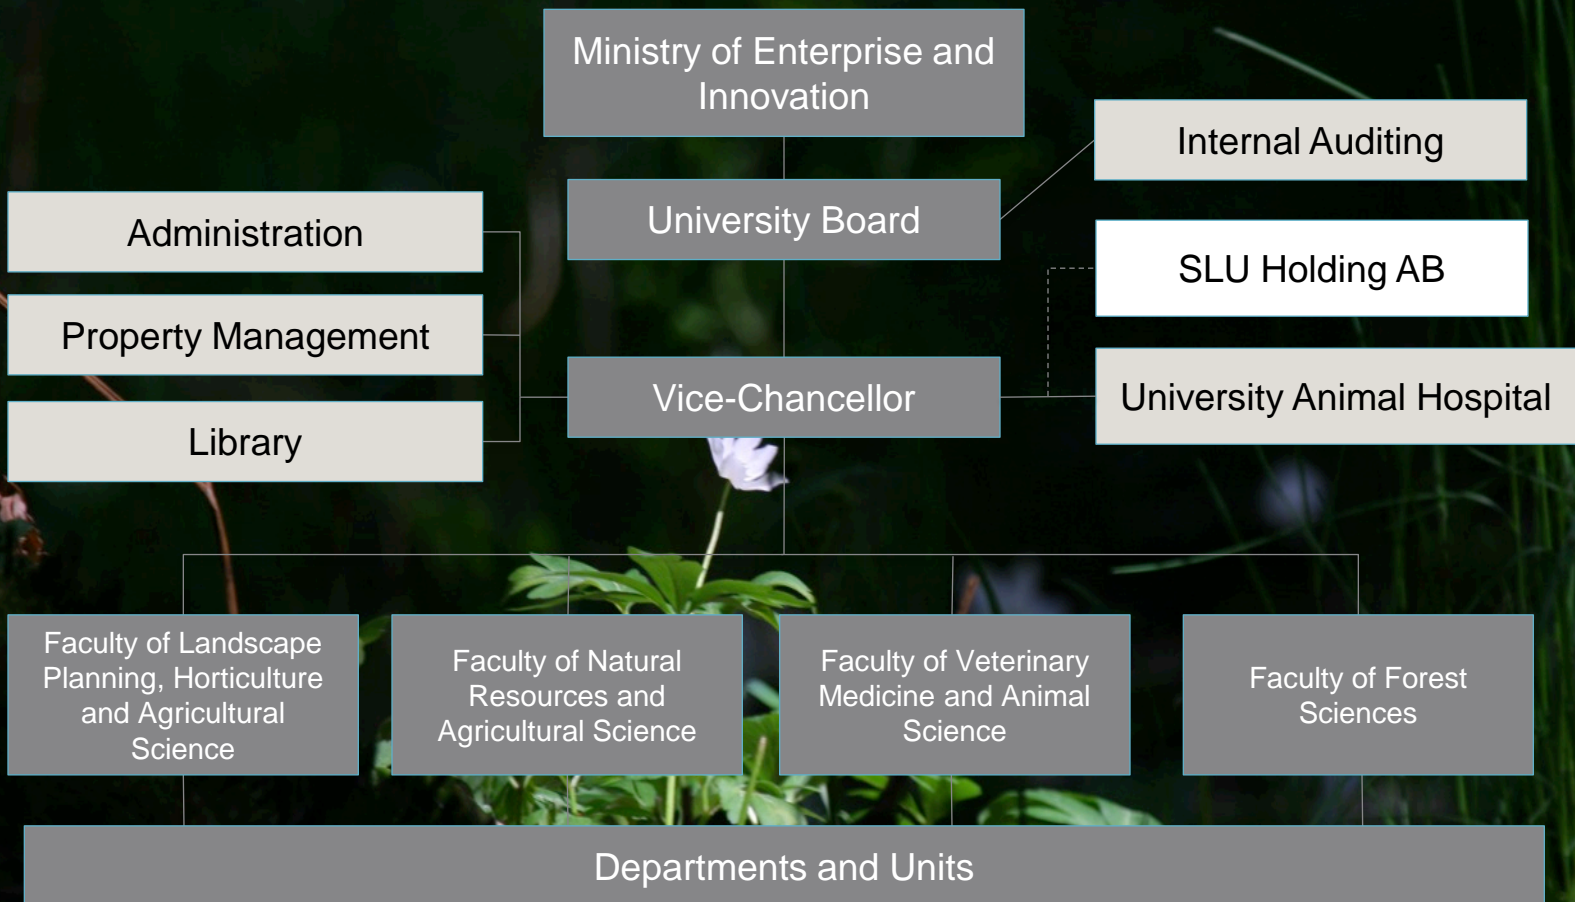 Ministry of Enterprise and
Innovation
Internal Auditing
University Board
Administration
SLU Holding AB
Property Management
Vice-Chancellor
University Animal Hospital
Library
Faculty of Landscape
Planning, Horticulture
and Agricultural
Science
Faculty of Natural
Resources and
Agricultural Science
Faculty of Veterinary
Medicine and Animal
Science
Faculty of Forest
Sciences
Departments and Units